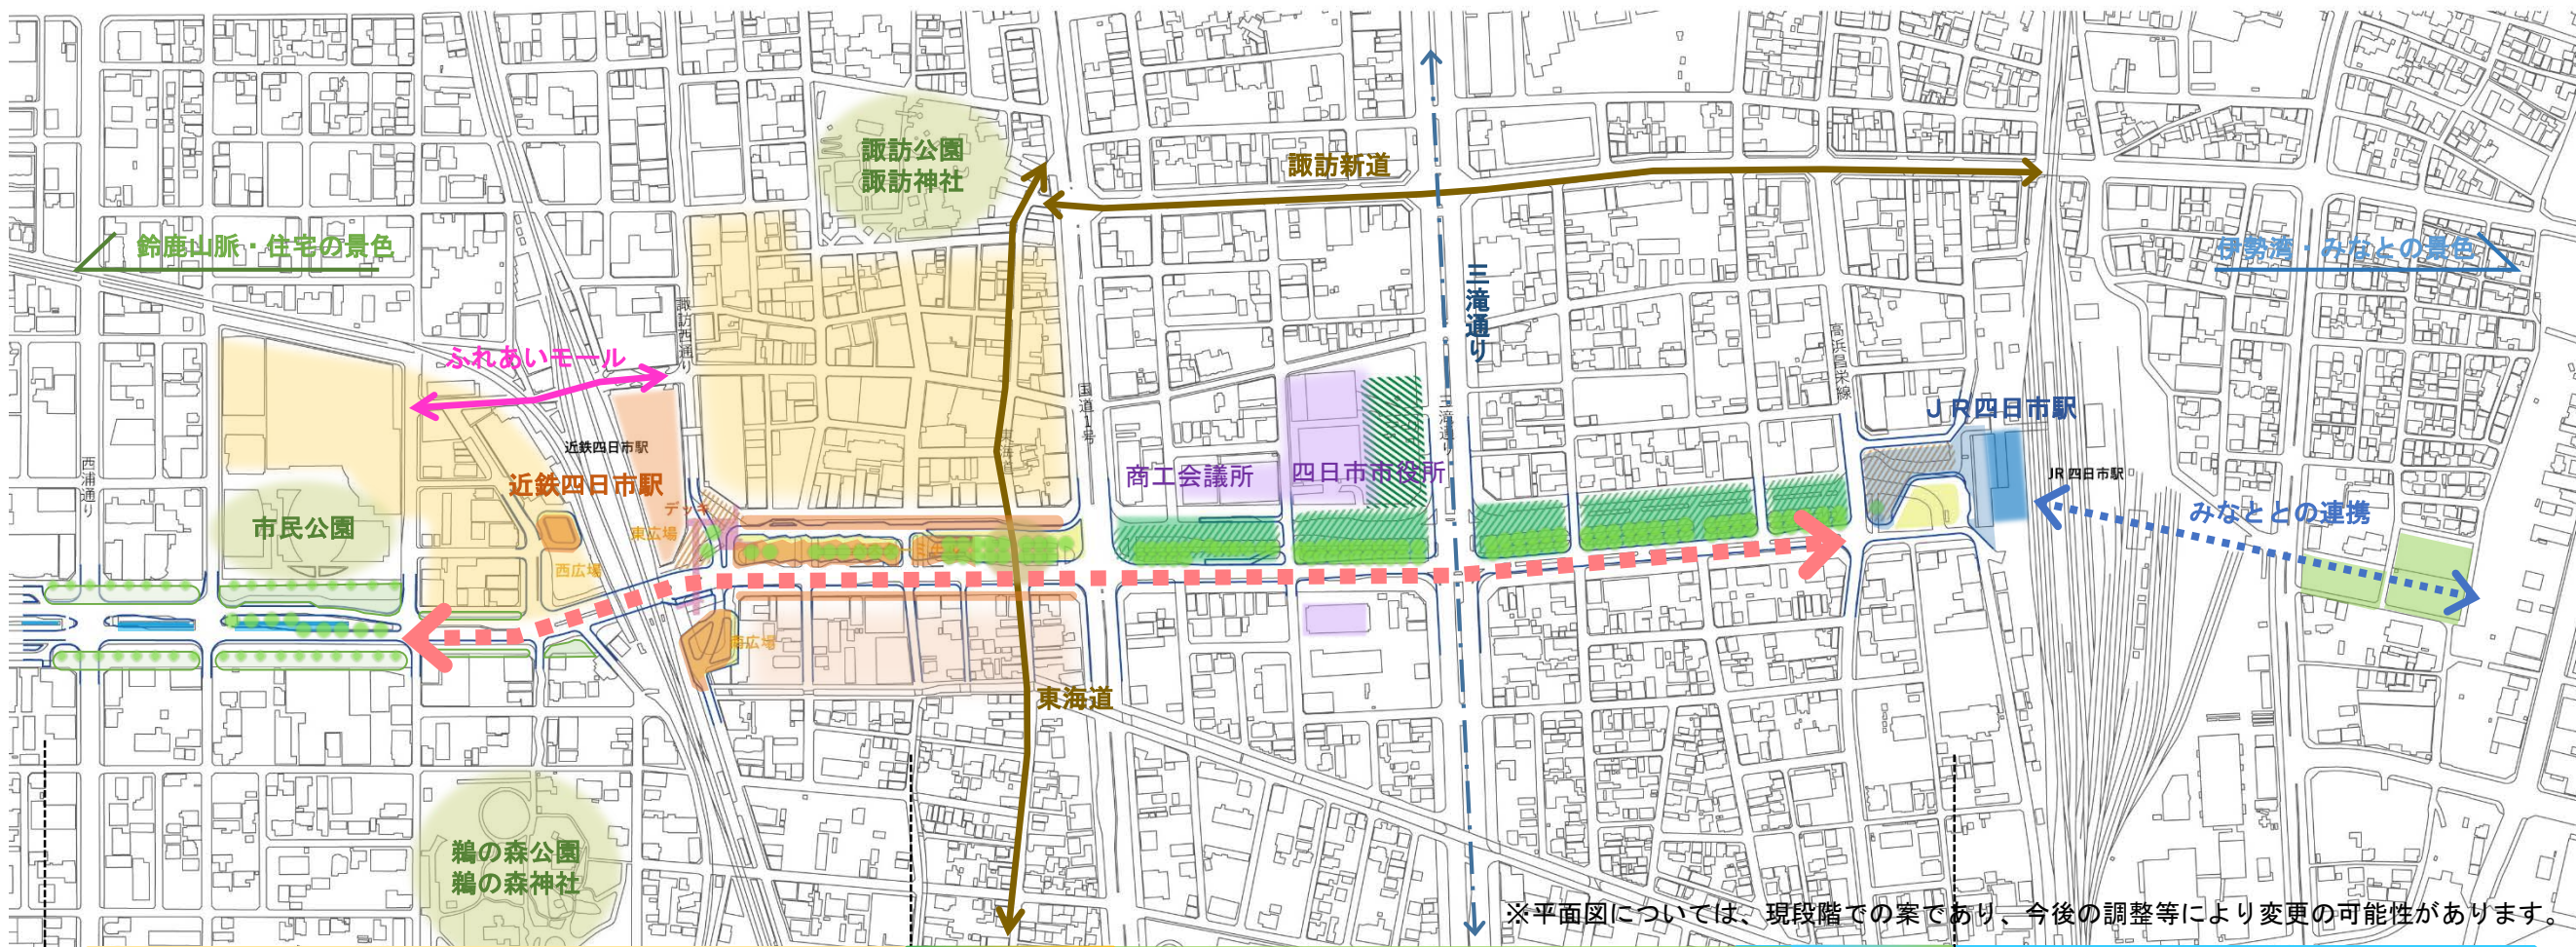 諏訪公園
諏訪神社
諏訪新道
鈴鹿山脈・住宅の景色
伊勢湾・みなとの景色
三滝通り
諏訪西通り
ふれあいモール
高浜昌栄線
国道1号
三滝通り
JR四日市駅
近鉄四日市駅
東海道
西浦通り
商工会議所
四日市市役所
JR四日市駅
近鉄四日市駅
デッキ
市民公園
東広場
みなととの連携
西広場
南広場
東海道
鵜の森公園
鵜の森神社
※平面図については、現段階での案であり、今後の調整等により変更の可能性があります。